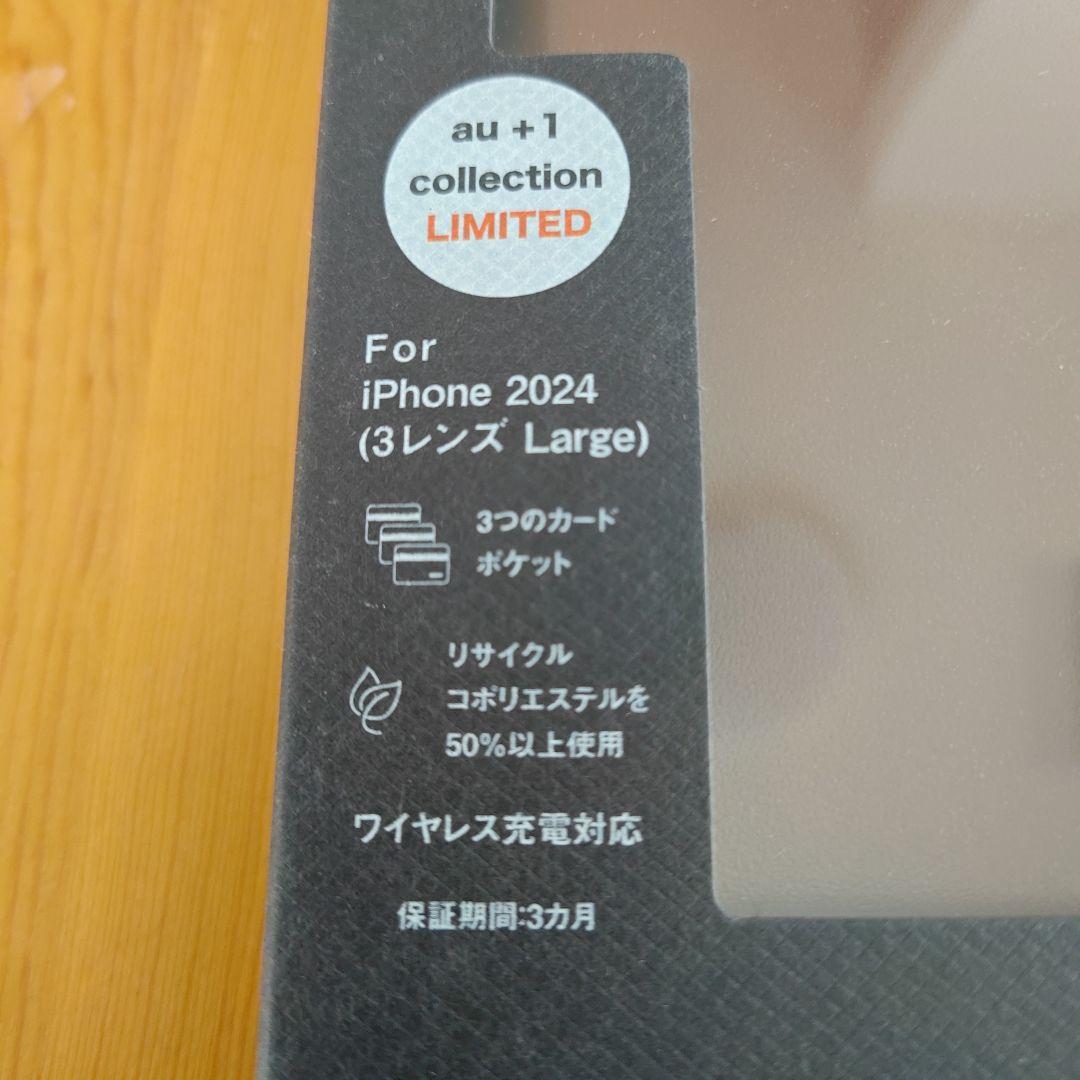 au +1
collection
LIMITED
For
iPhone 2024
(3レンズ Large)
3つのカード
ポケット
リサイクル
コポリエステルを
50%以上使用
ワイヤレス充電対応
保証期間:3カ月